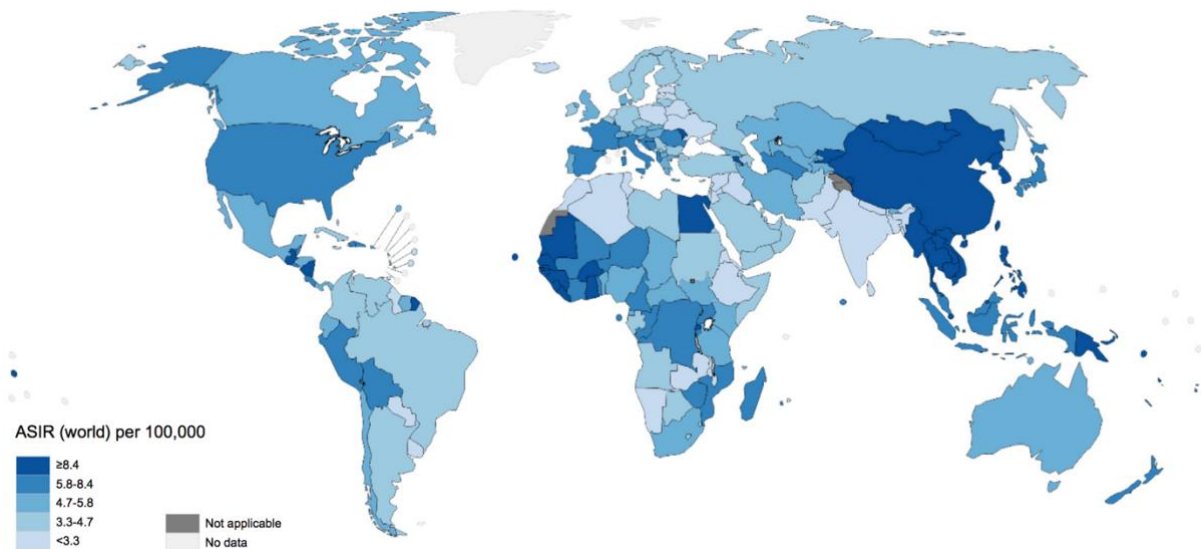 ASIR (world) per 100,000
≥8.4
5.8-8.4
4.7-5.8
3.3-4.7
<3.3
Not applicable
No data